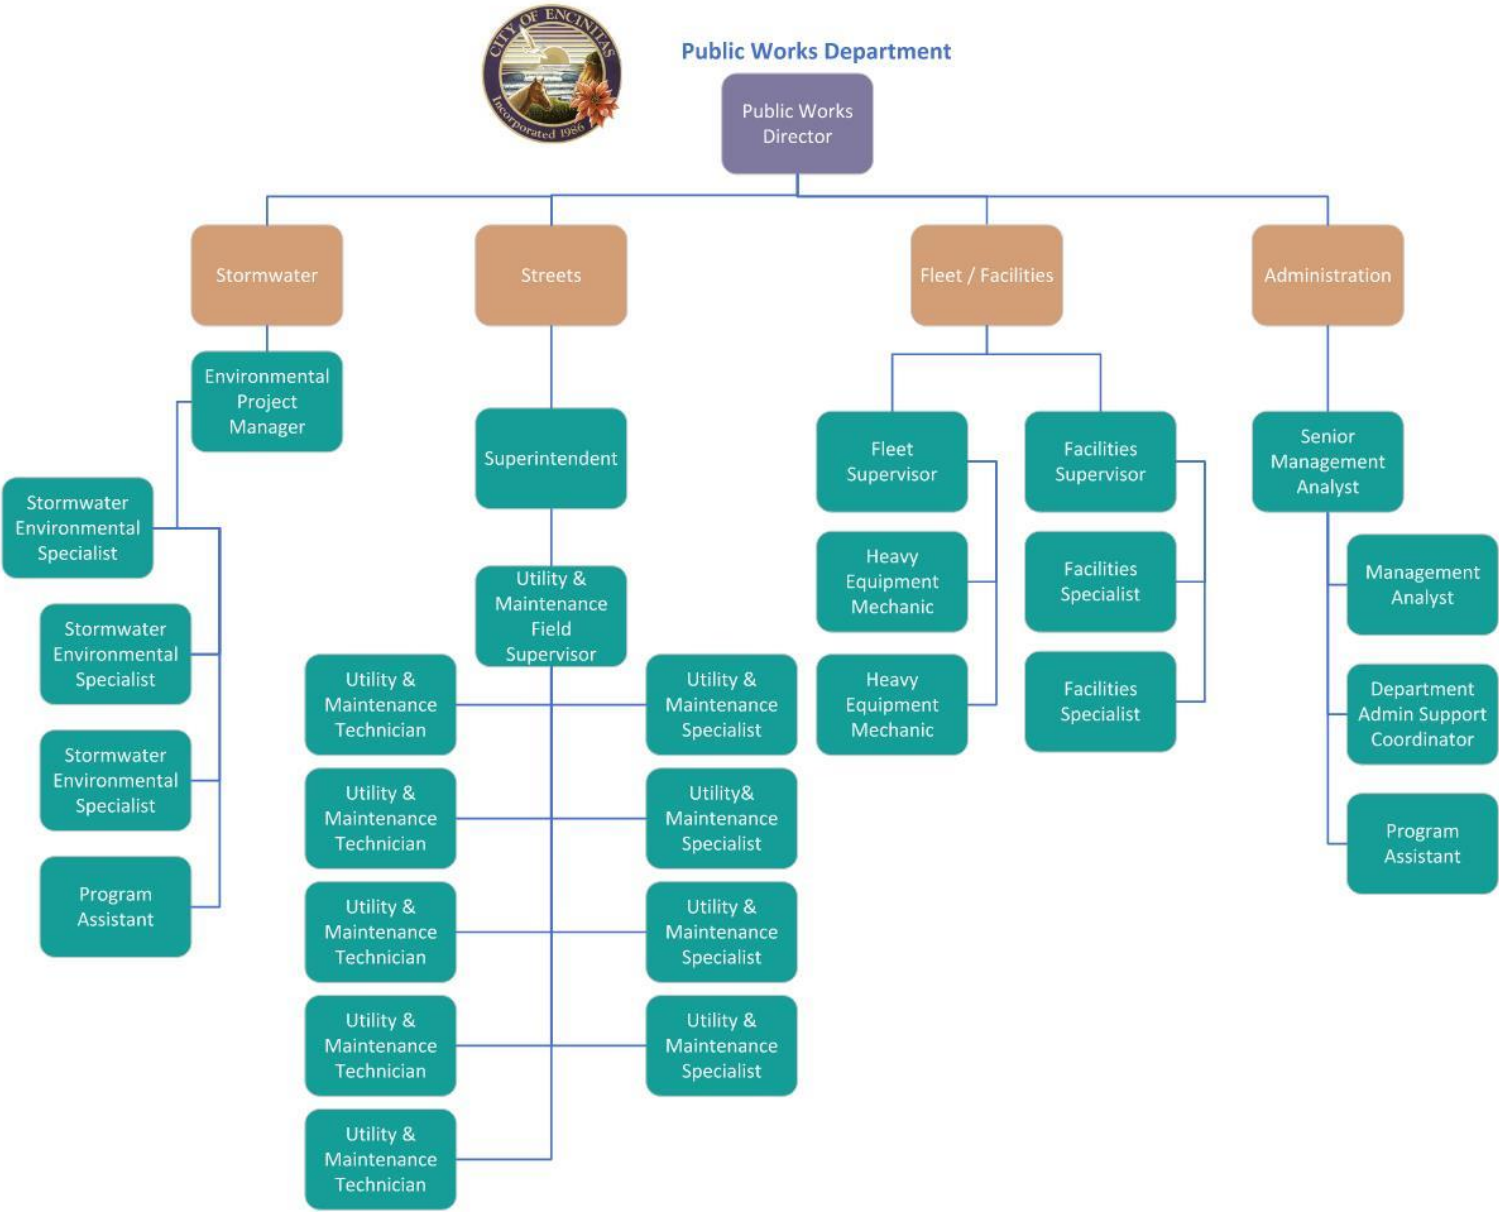 CITY OF ENCINITAS
Incorporated 1986
Public Works Department
Public Works
Director
Stormwater
Streets
Fleet / Facilities
Administration
Environmental
Project
Manager
Stormwater
Environmental
Specialist
Stormwater
Environmental
Specialist
Stormwater
Environmental
Specialist
Program
Assistant
Superintendent
Utility &
Maintenance
Field
Supervisor
Utility &
Maintenance
Technician
Utility &
Maintenance
Technician
Utility &
Maintenance
Technician
Utility &
Maintenance
Technician
Utility &
Maintenance
Technician
Utility &
Maintenance
Specialist
Utility&
Maintenance
Specialist
Utility &
Maintenance
Specialist
Utility &
Maintenance
Specialist
Fleet
Supervisor
Heavy
Equipment
Mechanic
Heavy
Equipment
Mechanic
Facilities
Supervisor
Facilities
Specialist
Facilities
Specialist
Senior
Management
Analyst
Management
Analyst
Department
Admin Support
Coordinator
Program
Assistant